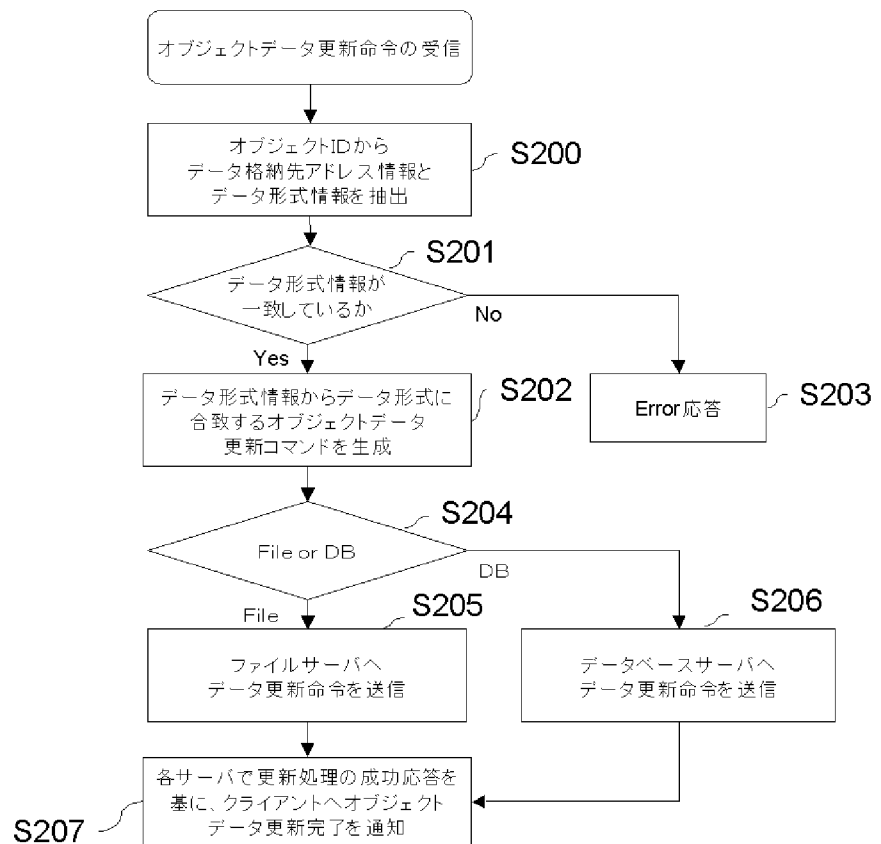 オブジェクトデータ更新命令の受信
オブジェクトIDから
データ格納先アドレス情報と
データ形式情報を抽出
S200
S201
データ形式情報が
一致しているか
No
Yes
データ形式情報からデータ形式に
合致するオブジェクトデータ
更新コマンドを生成
S202
Error応答
S203
S204
File or DB
DB
File
S205
S206
ファイルサーバへ
データ更新命令を送信
データベースサーバへ
データ更新命令を送信
各サーバで更新処理の成功応答を
基に、クライアントへオブジェクト
データ更新完了を通知
S207